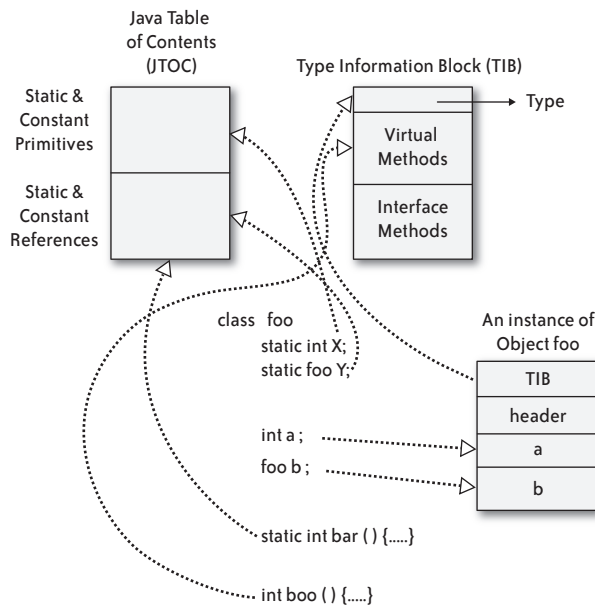 Java Table
of Contents
(JTOC)
Type Information Block (TIB)
Static &
Constant
Primitives
Type
Virtual
Methods
Static &
Constant
References
Interface
Methods
class foo
static int X;
static foo Y;
An instance of
Object foo
TIB
header
int a ;
a
foo b ;
b
static int bar ( ) {.....}
int boo ( ) {.....}